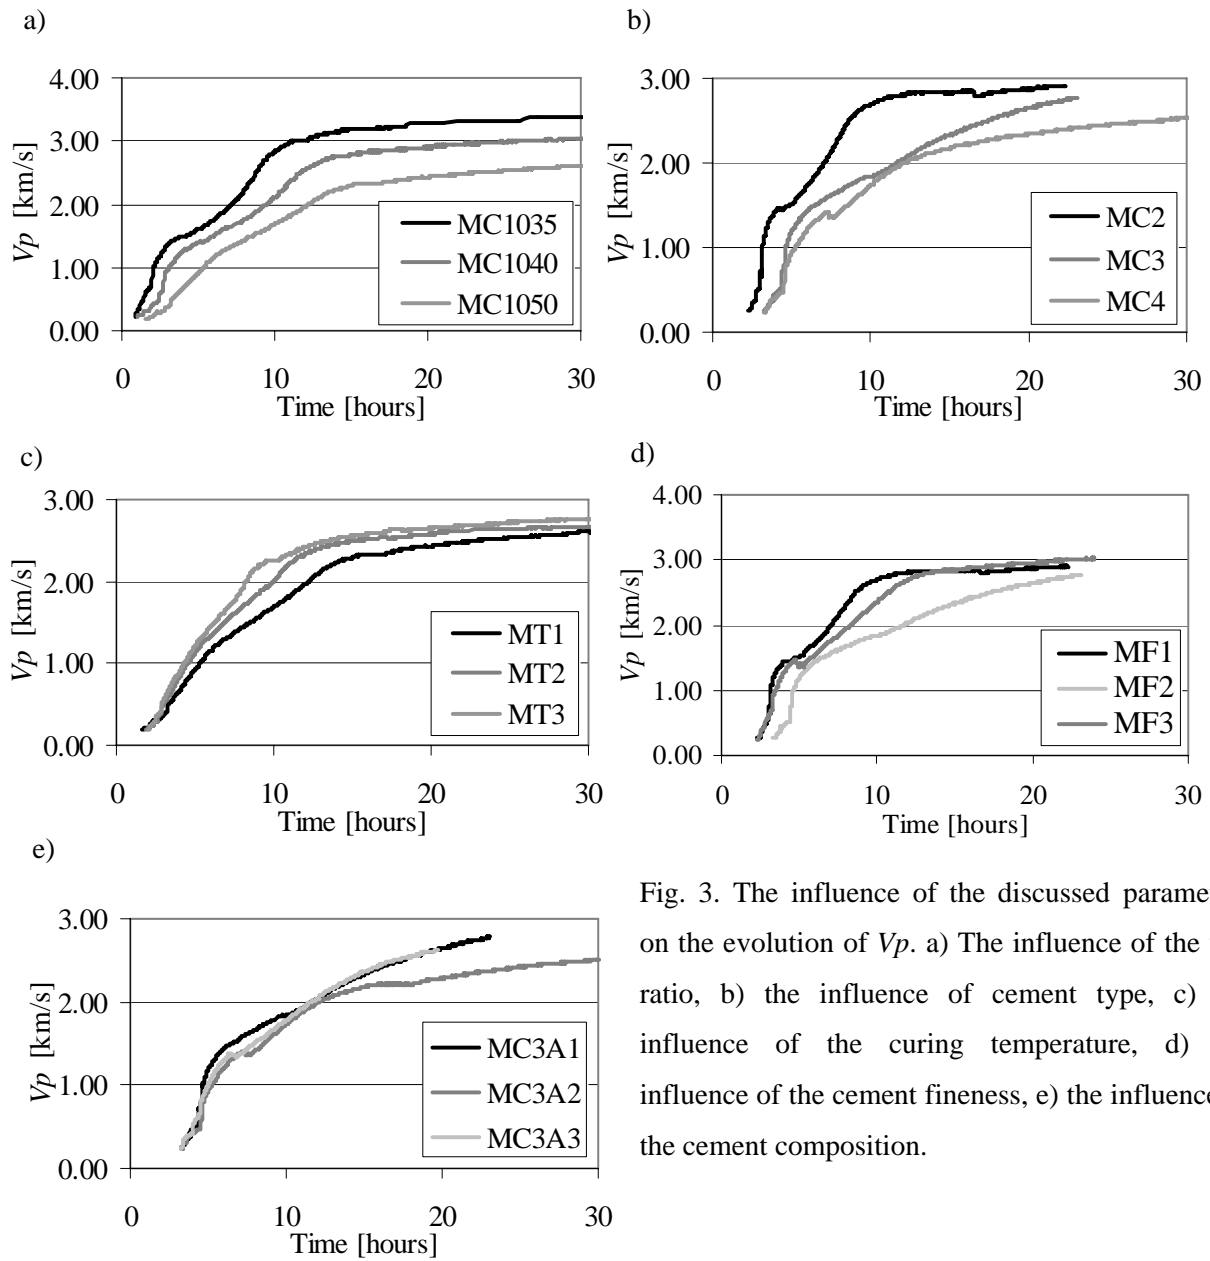 a)
4.00
3.00
2.00
1.00
0.00
Vp [km/s]
MC1035
MC1040
MC1050
0 10 20 30
Time [hours]
b)
3.00
2.00
1.00
0.00
Vp [km/s]
MC2
MC3
MC4
0 10 20 30
Time [hours]
c)
3.00
2.00
1.00
0.00
Vp [km/s]
MT1
MT2
MT3
0 10 20 30
Time [hours]
d)
4.00
3.00
2.00
1.00
0.00
Vp [km/s]
MF1
MF2
MF3
0 10 20 30
Time [hours]
e)
3.00
2.00
1.00
0.00
Vp [km/s]
MC3A1
MC3A2
MC3A3
0 10 20 30
Time [hours]
Fig. 3. The influence of the discussed parame
on the evolution of Vp. a) The influence of the
ratio, b) the influence of cement type, c)
influence of the curing temperature, d)
influence of the cement fineness, e) the influence
the cement composition.